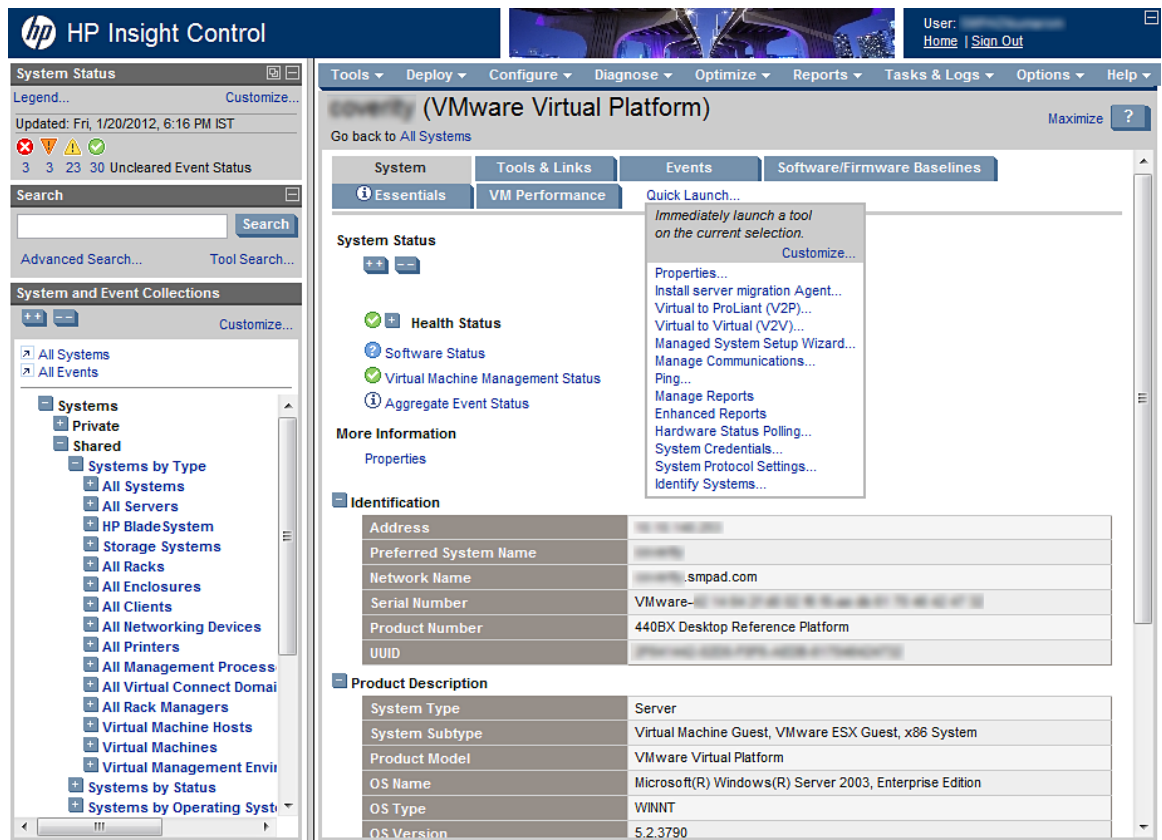 hp HP Insight Control
User:
Home | Sign Out
System Status
Legend... Customize...
Updated: Fri, 1/20/2012, 6:16 PM IST
3 3 23 30 Uncleared Event Status
Search
Search
Advanced Search... Tool Search...
System and Event Collections
++ --
Customize...
All Systems
All Events
Systems
Private
Shared
Systems by Type
All Systems
All Servers
HP BladeSystem
Storage Systems
All Racks
All Enclosures
All Clients
All Networking Devices
All Printers
All Management Process
All Virtual Connect Domai
All Rack Managers
Virtual Machine Hosts
Virtual Machines
Virtual Management Envir
Systems by Status
Systems by Operating Syst
Tools Deploy Configure Diagnose Optimize Reports Tasks & Logs Options Help
(VMware Virtual Platform)
Go back to All Systems
Maximize ?
System Tools & Links Events Software/Firmware Baselines
Essentials VM Performance Quick Launch...
Immediately launch a tool
on the current selection.
Customize...
Properties...
Install server migration Agent...
Virtual to ProLiant (V2P)...
Virtual to Virtual (V2V)...
Managed System Setup Wizard...
Manage Communications...
Ping...
Manage Reports
Enhanced Reports
Hardware Status Polling...
System Credentials...
System Protocol Settings...
Identify Systems...
System Status
++ --
Health Status
Software Status
Virtual Machine Management Status
Aggregate Event Status
More Information
Properties
Identification
Address
Preferred System Name
Network Name .smpad.com
Serial Number VMware-
Product Number 440BX Desktop Reference Platform
UUID
Product Description
System Type Server
System Subtype Virtual Machine Guest, VMware ESX Guest, x86 System
Product Model VMware Virtual Platform
OS Name Microsoft(R) Windows(R) Server 2003, Enterprise Edition
OS Type WINNT
OS Version 5.2.3790